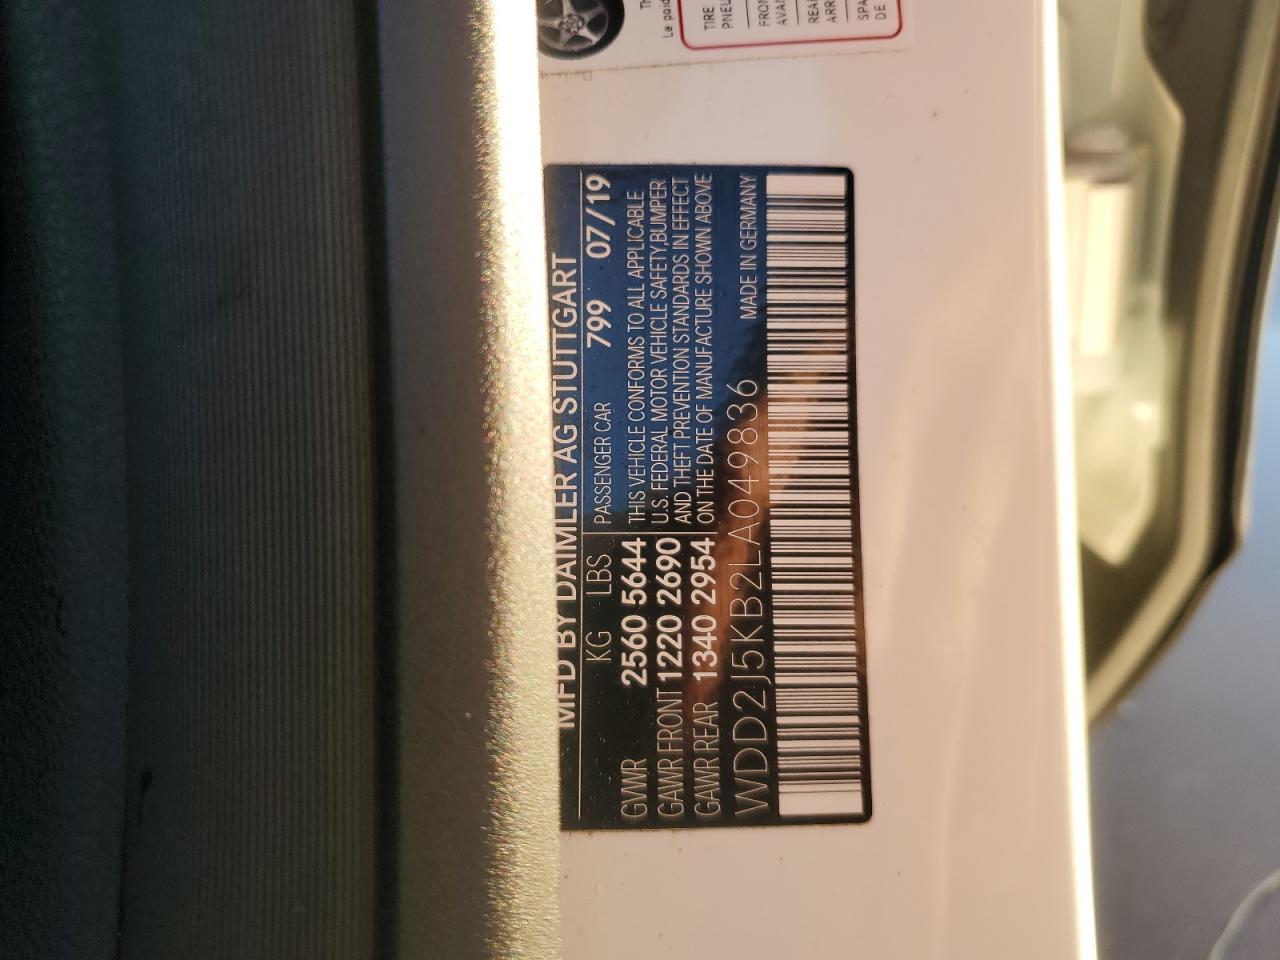 MFD BY DAIMLER AG STUTTGART
KG LBS PASSENGER CAR 799 07/19
GVWR 2560 5644 THIS VEHICLE CONFORMS TO ALL APPLICABLE
GAWR FRONT 1220 2690 U.S. FEDERAL MOTOR VEHICLE SAFETY,BUMPER
GAWR REAR 1340 2954 AND THEFT PREVENTION STANDARDS IN EFFECT
ON THE DATE OF MANUFACTURE SHOWN ABOVE
WDD2J5KB2LA049836 MADE IN GERMANY
Le
TIRE